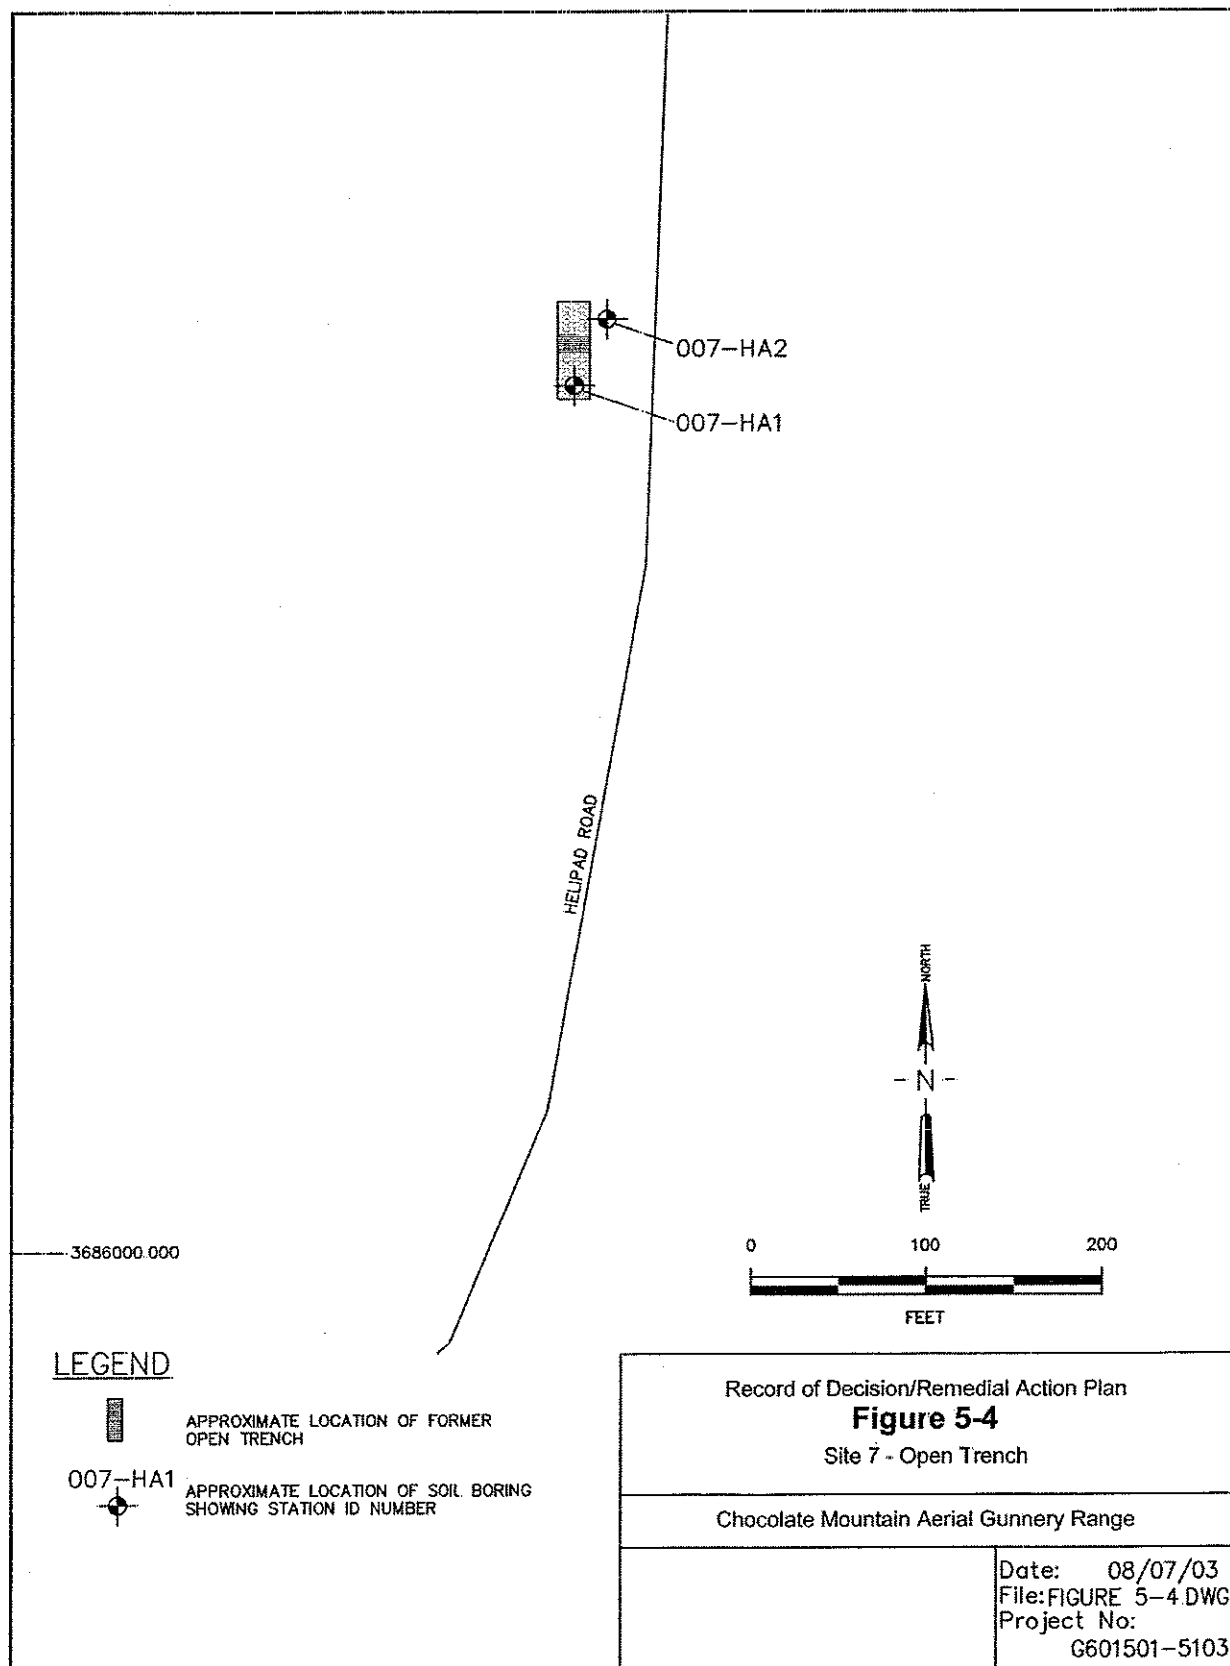 007-HA2
007-HA1
HELIPAD ROAD
NORTH
- N -
TRUE
3686000.000
0 100 200
FEET
LEGEND
APPROXIMATE LOCATION OF FORMER
OPEN TRENCH
007-HA1
APPROXIMATE LOCATION OF SOIL BORING
SHOWING STATION ID NUMBER
Record of Decision/Remedial Action Plan
Figure 5-4
Site 7 - Open Trench
Chocolate Mountain Aerial Gunnery Range
Date: 08/07/03
File: FIGURE 5-4.DWG
Project No:
G601501-5103